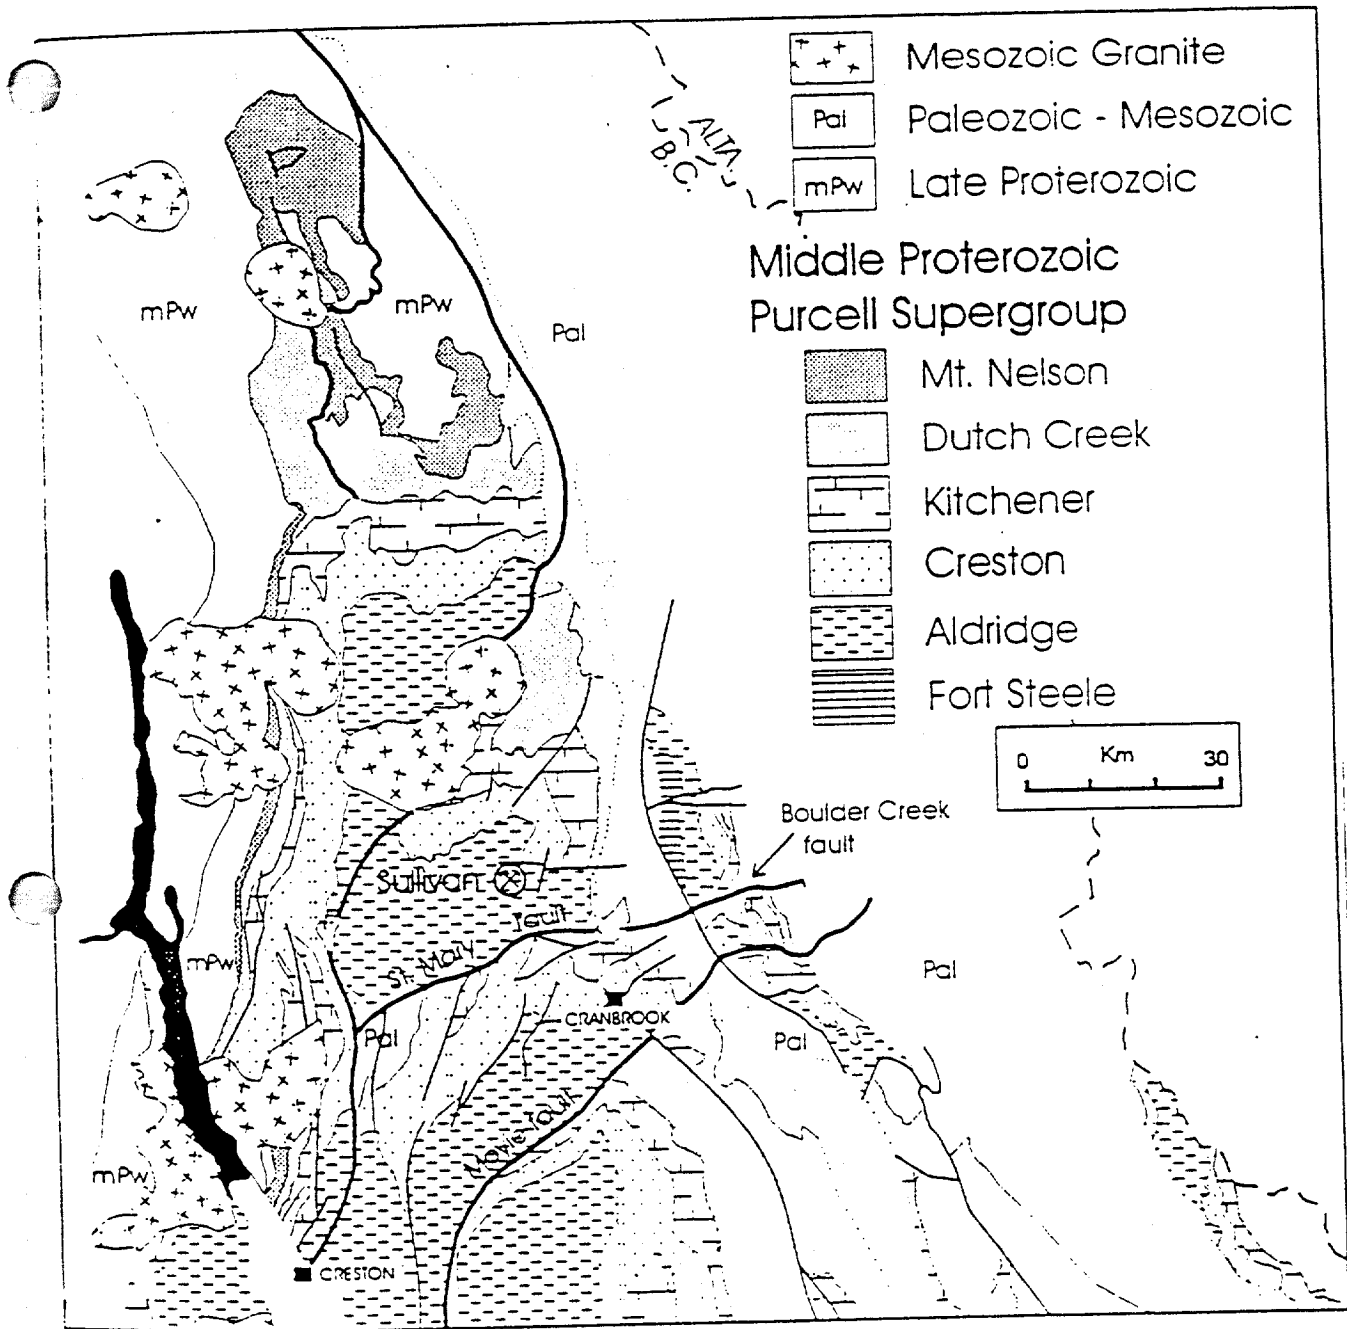 Mesozoic Granite
Pal
Paleozoic - Mesozoic
mPw
Late Proterozoic
ALTA.
B.C.
Middle Proterozoic
Purcell Supergroup
Mt. Nelson
Dutch Creek
Kitchener
Creston
Aldridge
Fort Steele
0 Km 30
mPw
mPw
Pal
Boulder Creek
fault
Sullivan
St. Mary fault
mPw
Pal
CRANBROOK
Pal
Pal
Moyie fault
mPw
CRESTON